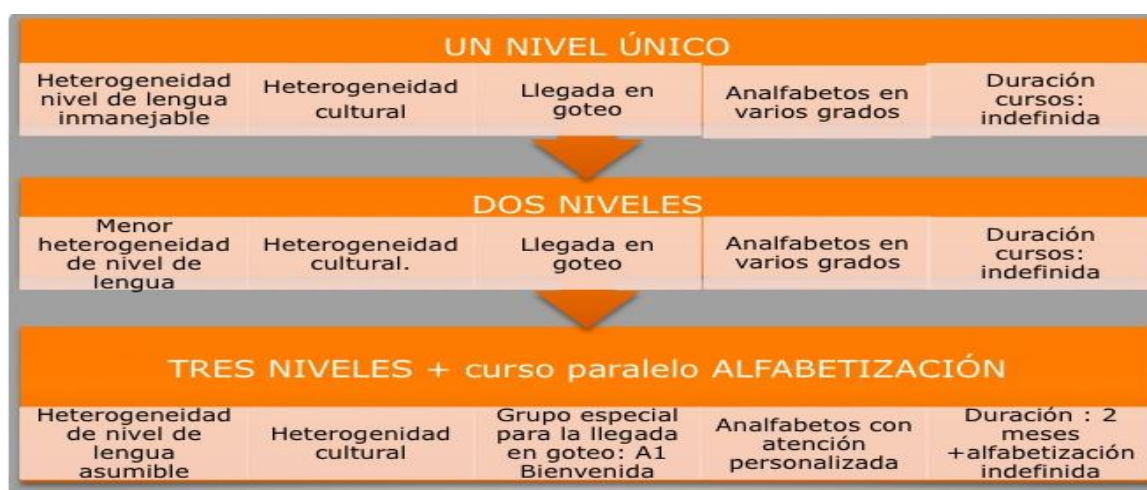 UN NIVEL ÚNICO
Heterogeneidad
nivel de lengua
inmanejable
Heterogeneidad
cultural
Llegada en
goteo
Analfabetos en
varios grados
Duración
cursos:
indefinida
DOS NIVELES
Menor
heterogeneidad
de nivel de
lengua
Heterogeneidad
cultural.
Llegada en
goteo
Analfabetos en
varios grados
Duración
cursos:
indefinida
TRES NIVELES + curso paralelo ALFABETIZACIÓN
Heterogeneidad
de nivel de
lengua
asumible
Heterogenidad
cultural
Grupo especial
para la llegada
en goteo: A1
Bienvenida
Analfabetos con
atención
personalizada
Duración : 2
meses
+alfabetización
indefinida